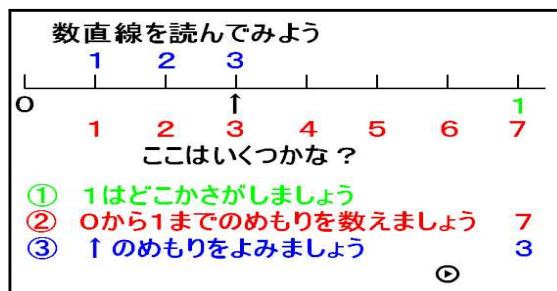 数直線を読んでみよう
1 2 3
0 ↑ 1
1 2 3 4 5 6 7
ここはいくつかな？
① 1はどこかさがしましょう
② 0から1までのめもりを数えましょう 7
③ ↑のめもりをよみましょう 3